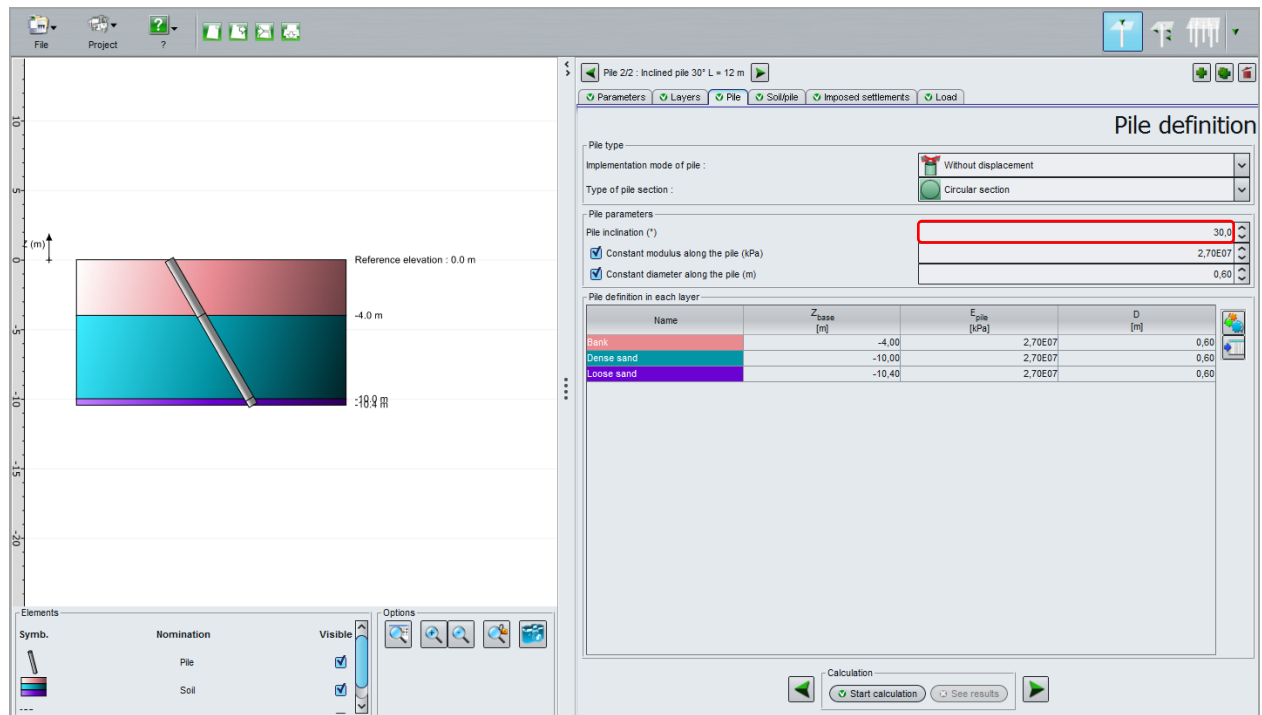 File Project ?
Pile 2/2 : Inclined pile 30° L = 12 m
Parameters Layers Pile Soil/pile Imposed settlements Load
Pile definition
Pile type
Implementation mode of pile : Without displacement
Type of pile section : Circular section
Pile parameters
Pile inclination (°) 30,0
Constant modulus along the pile (kPa) 2,70E07
Constant diameter along the pile (m) 0,60
Pile definition in each layer
Name Zbase [m] Epile [kPa] D [m]
Bank -4,00 2,70E07 0,60
Dense sand -10,00 2,70E07 0,60
Loose sand -10,40 2,70E07 0,60
Calculation
Start calculation See results
10
5
Z (m)
0
Reference elevation : 0.0 m
-4.0 m
-5
-10
-10.0 m
-10.4 m
-15
-20
Elements
Symb. Nomination Visible
Pile
Soil
---
Options